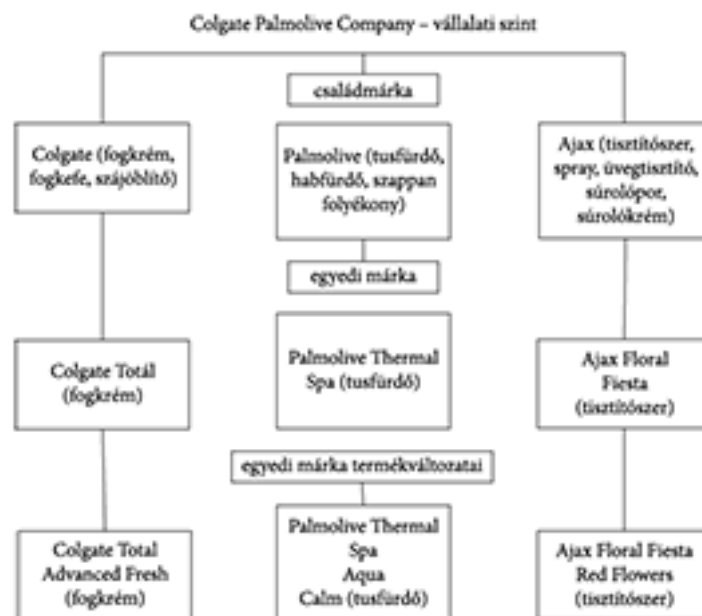 Colgate Palmolive Company – vállalati szint
családmárka
Colgate (fogkrém,
fogkefe, szájöblítő)
Palmolive (tusfürdő,
habfürdő, szappan
folyékony)
Ajax (tisztítószer,
spray, üvegtisztító,
súrolópor,
súrolókrém)
egyedi márka
Colgate Totál
(fogkrém)
Palmolive Thermal
Spa (tusfürdő)
Ajax Floral
Fiesta
(tisztítószer)
egyedi márka termékváltozatai
Colgate Total
Advanced Fresh
(fogkrém)
Palmolive Thermal
Spa
Aqua
Calm (tusfürdő)
Ajax Floral Fiesta
Red Flowers
(tisztítószer)